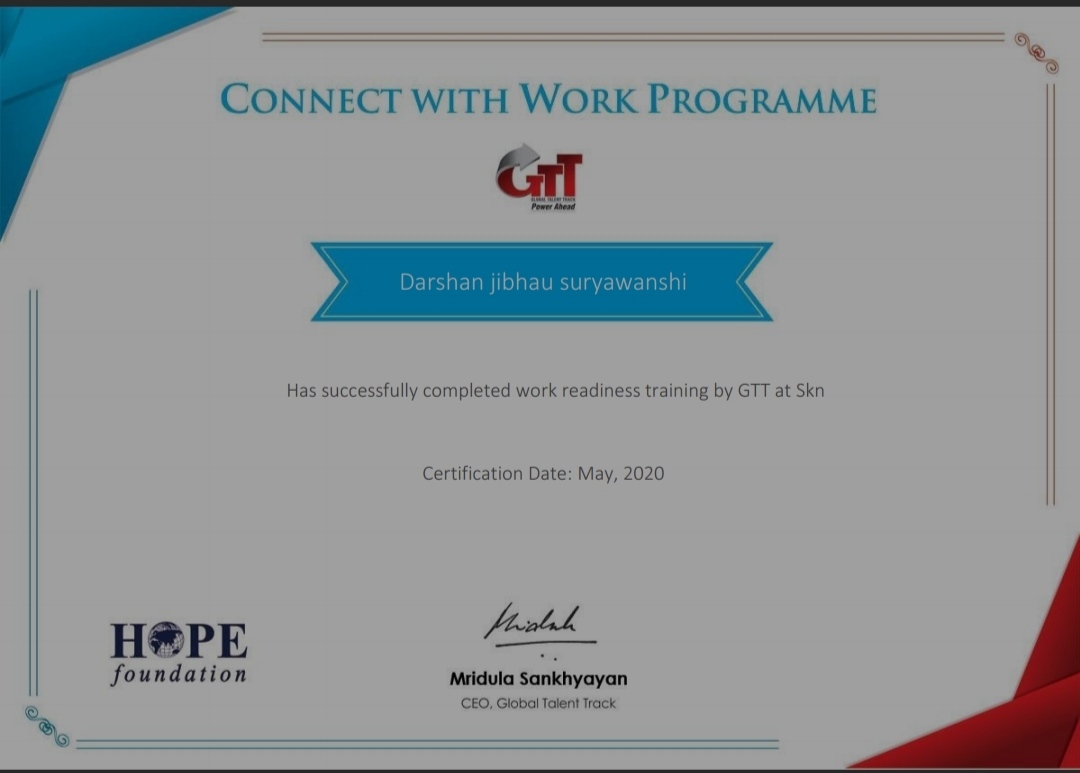 CONNECT WITH WORK PROGRAMME
GTT
GLOBAL TALENT TRACK
Power Ahead
Darshan jibhau suryawanshi
Has successfully completed work readiness training by GTT at Skn
Certification Date: May, 2020
HOPE
foundation
Mridula Sankhyayan
CEO, Global Talent Track